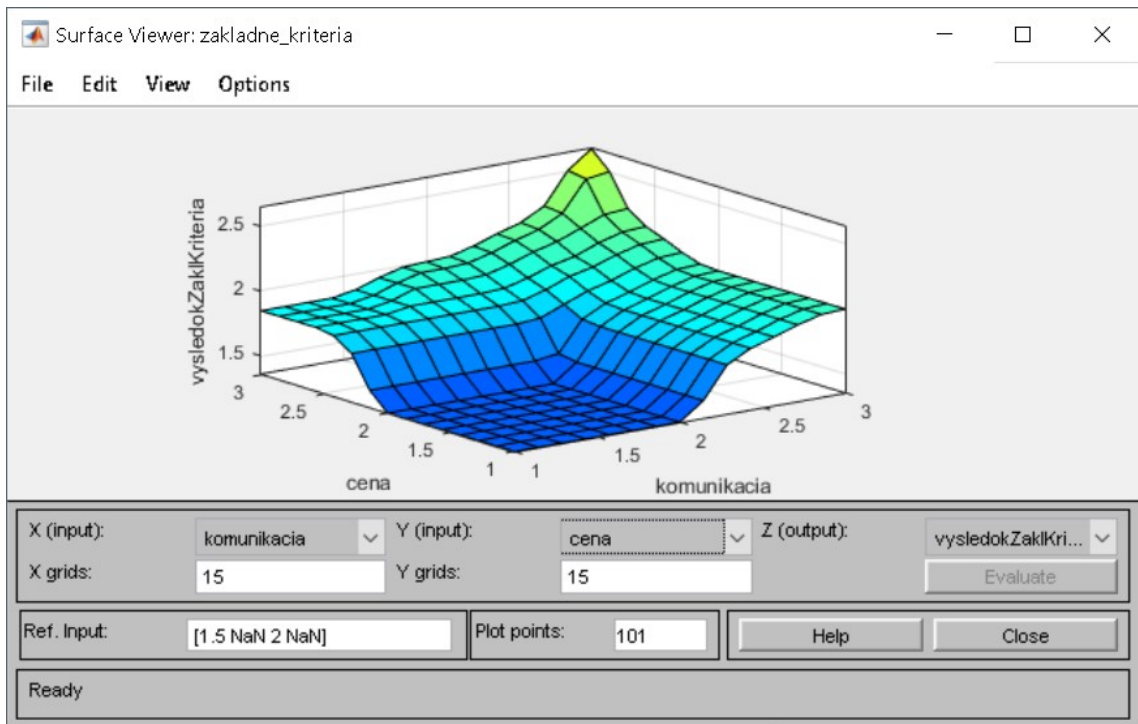 Surface Viewer: zakladne_kriteria
File Edit View Options
vysledokZaklKriteria
2.5
2
1.5
3
2.5
2
1.5
1
cena
1
1.5
2
2.5
3
komunikacia
X (input): komunikacia Y (input): cena Z (output): vysledokZaklKri...
X grids: 15 Y grids: 15 Evaluate
Ref. Input: [1.5 NaN 2 NaN] Plot points: 101 Help Close
Ready